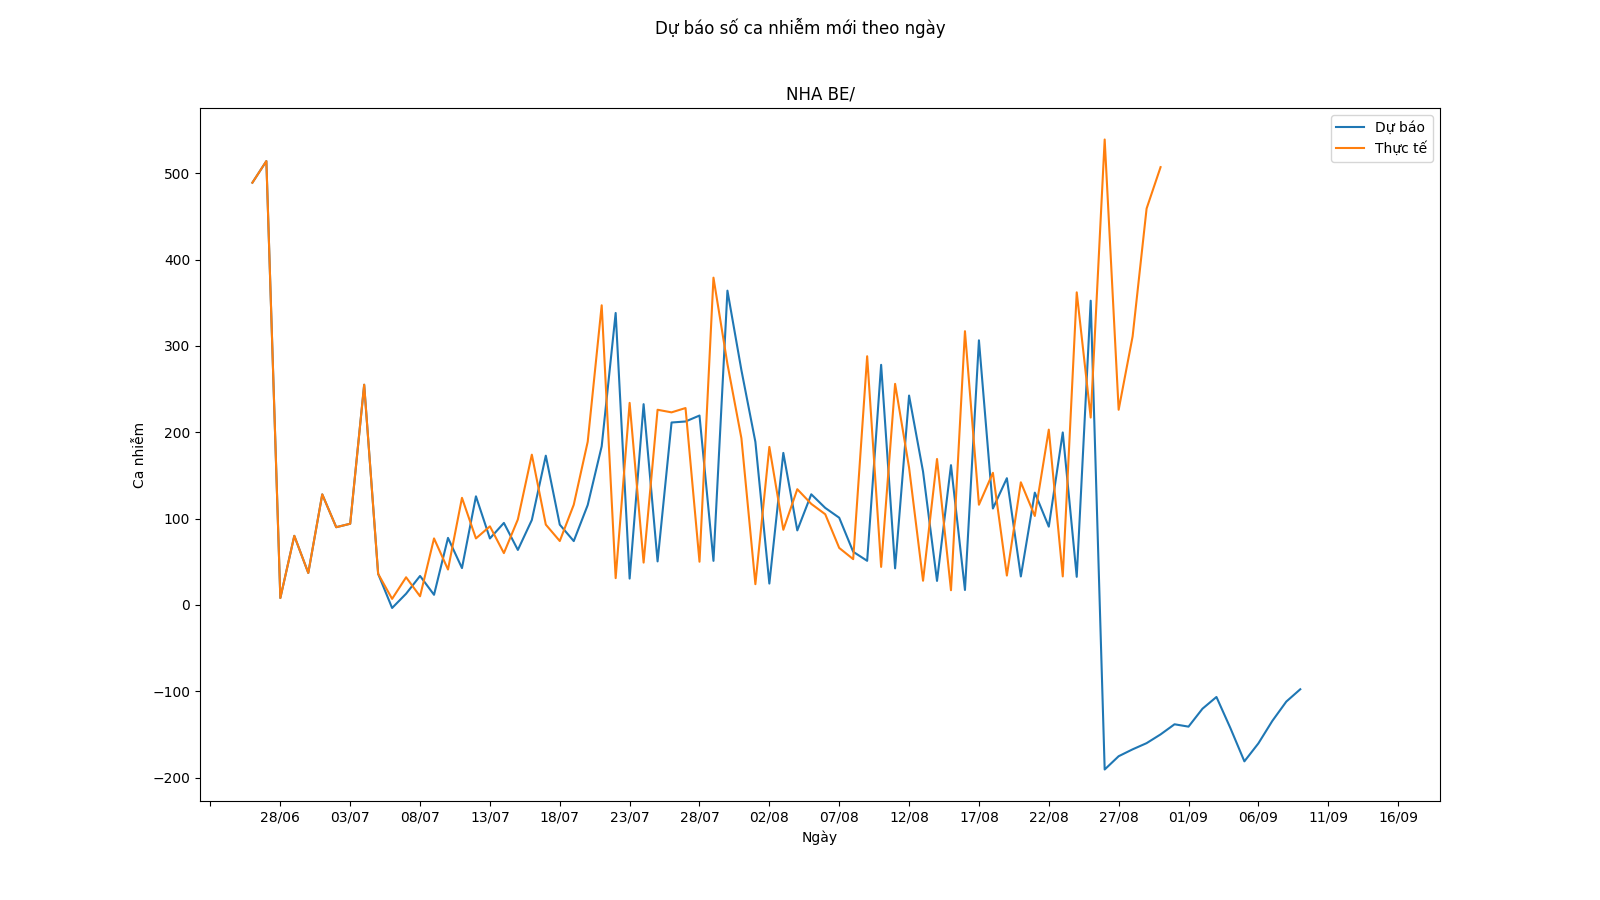 Dự báo số ca nhiễm mới theo ngày
NHA BE/
Dự báo
Thực tế
Ca nhiễm
500
400
300
200
100
0
−100
−200
28/06 03/07 08/07 13/07 18/07 23/07 28/07 02/08 07/08 12/08 17/08 22/08 27/08 01/09 06/09 11/09 16/09
Ngày